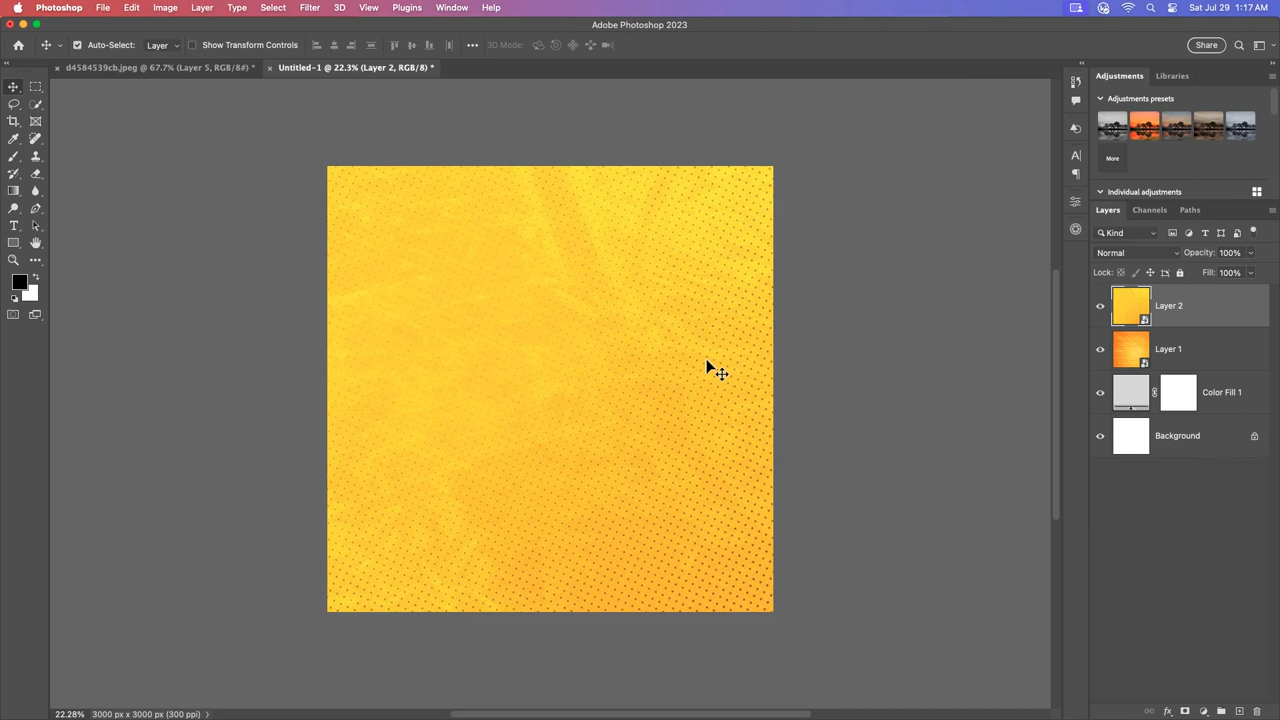 Photoshop File Edit Image Layer Type Select Filter 3D View Plugins Window Help Sat Jul 29 1:17 AM
Adobe Photoshop 2023
Auto-Select: Layer Show Transform Controls 3D Mode: Share
d4584539cb.jpeg @ 67.7% (Layer 5, RGB/8#) * Untitled-1 @ 22.3% (Layer 2, RGB/8) *
Adjustments Libraries
Adjustments presets
More
Individual adjustments
Layers Channels Paths
Kind
Normal Opacity: 100%
Lock: Fill: 100%
Layer 2
Layer 1
Color Fill 1
Background
22.28% 3000 px x 3000 px (300 ppi)